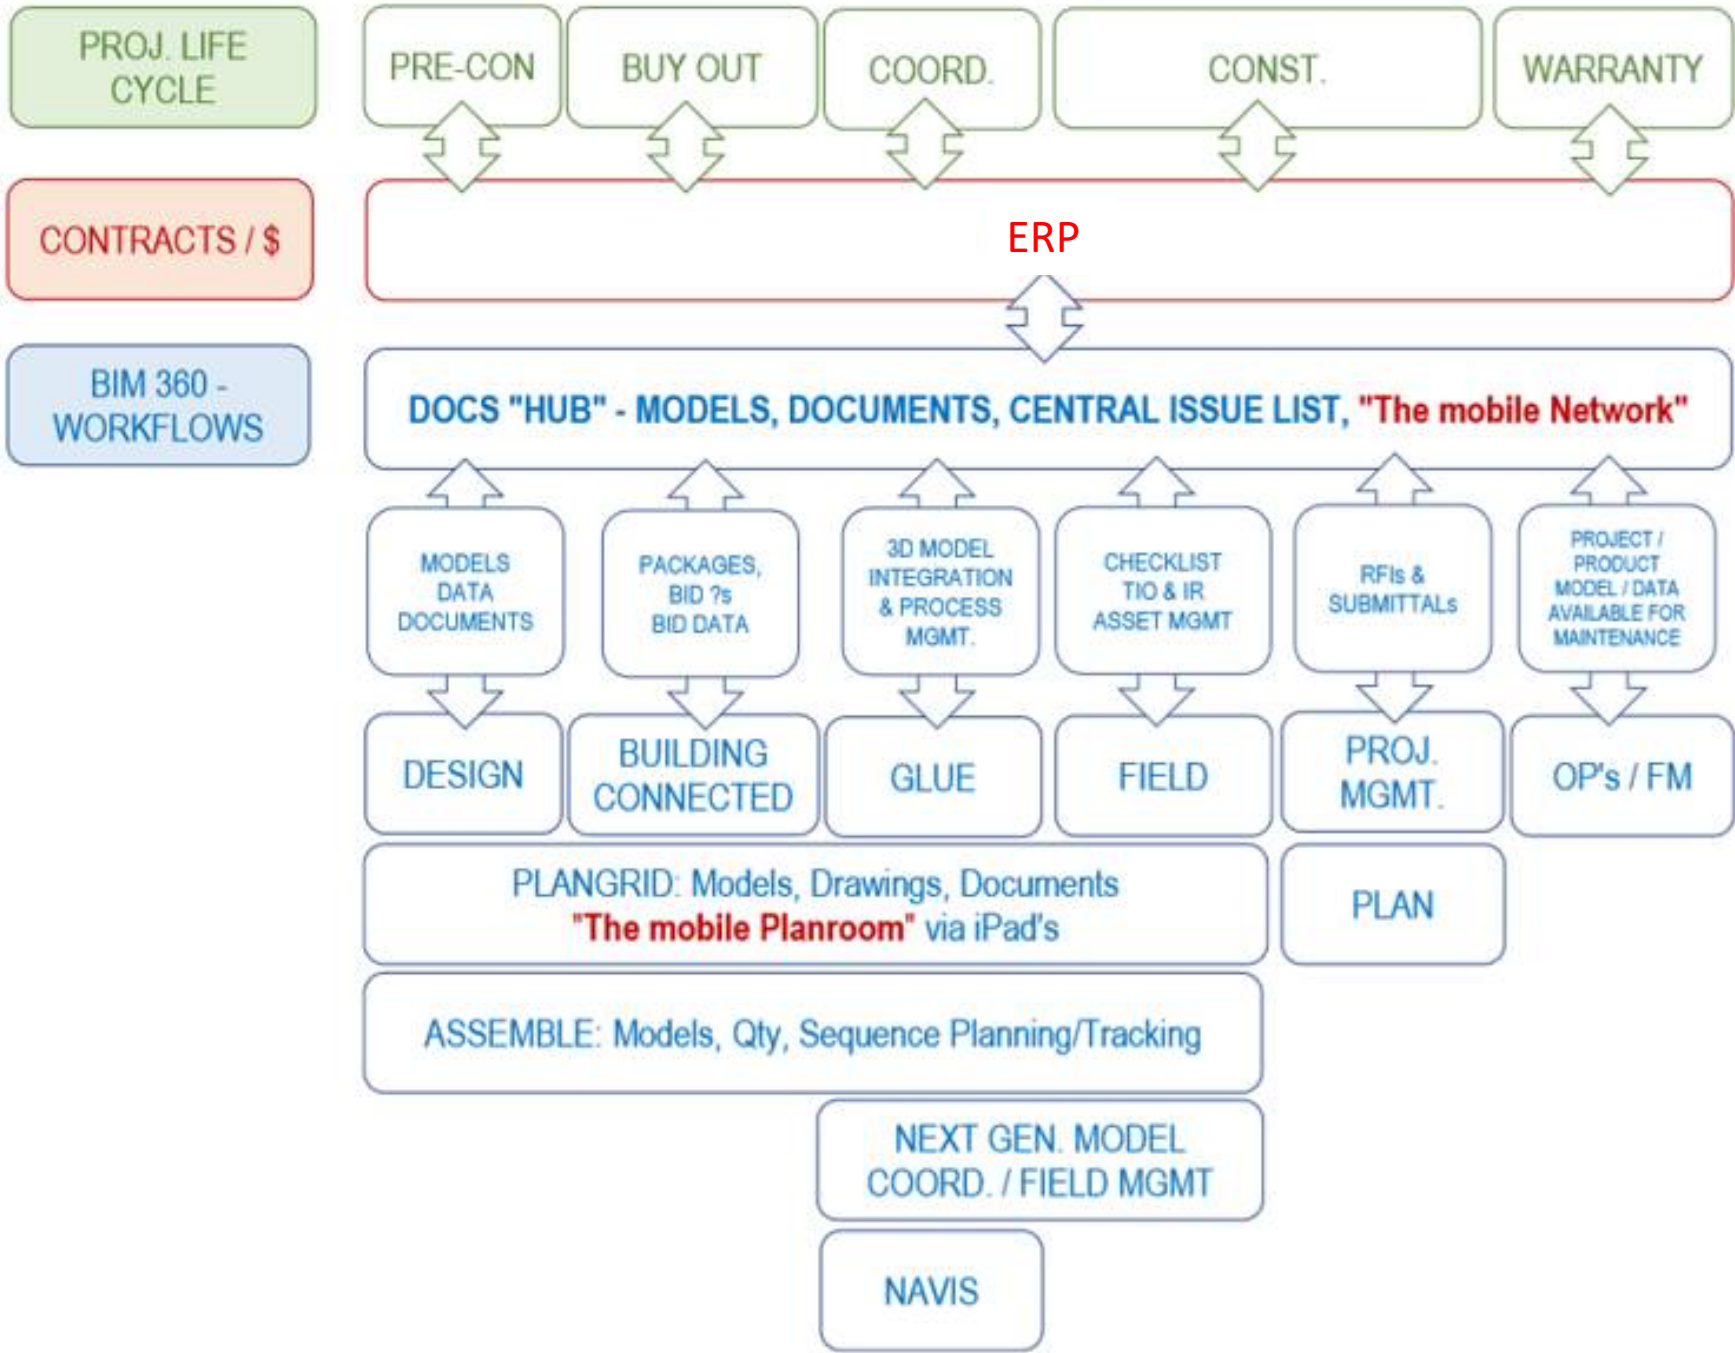 PROJ. LIFE
CYCLE
PRE-CON
BUY OUT
COORD.
CONST.
WARRANTY
CONTRACTS / $
ERP
BIM 360 -
WORKFLOWS
DOCS "HUB" - MODELS, DOCUMENTS, CENTRAL ISSUE LIST, "The mobile Network"
MODELS
DATA
DOCUMENTS
PACKAGES,
BID ?s
BID DATA
3D MODEL
INTEGRATION
& PROCESS
MGMT.
CHECKLIST
TIO & IR
ASSET MGMT
RFIs &
SUBMITTALs
PROJECT /
PRODUCT
MODEL / DATA
AVAILABLE FOR
MAINTENANCE
DESIGN
BUILDING
CONNECTED
GLUE
FIELD
PROJ.
MGMT.
OP's / FM
PLANGRID: Models, Drawings, Documents
"The mobile Planroom" via iPad's
PLAN
ASSEMBLE: Models, Qty, Sequence Planning/Tracking
NEXT GEN. MODEL
COORD. / FIELD MGMT
NAVIS